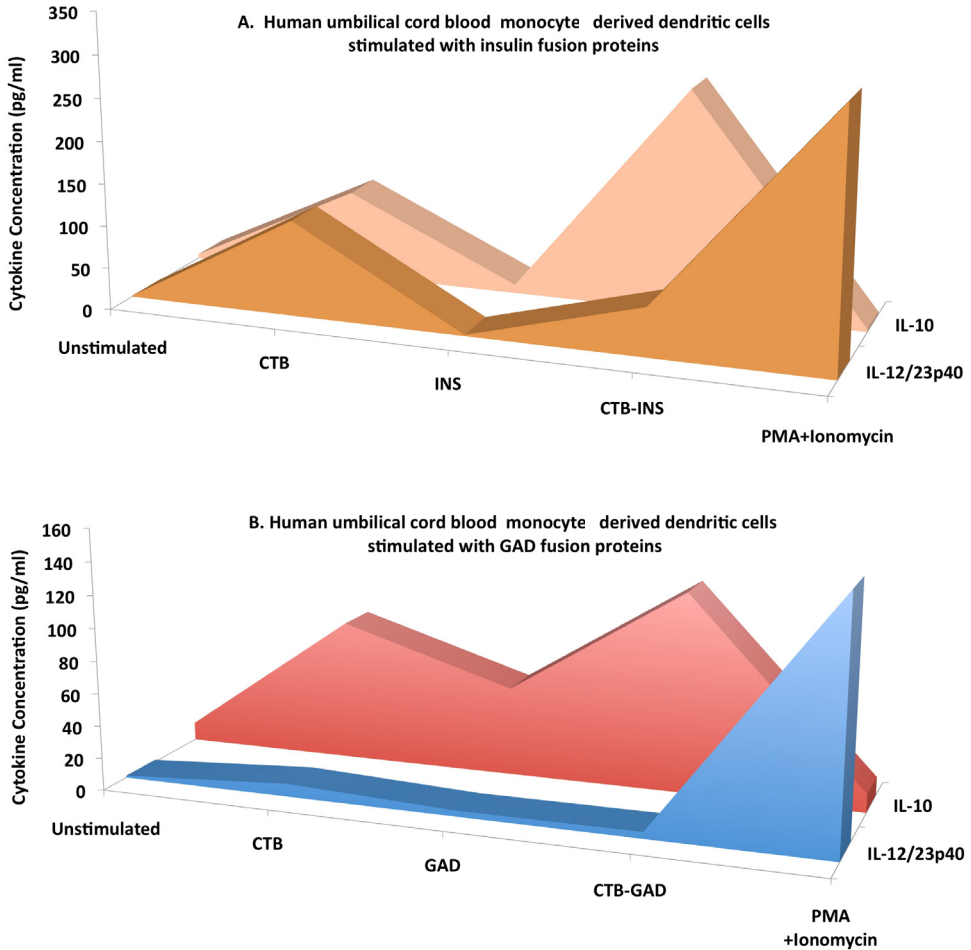 A. Human umbilical cord blood monocyte derived dendritic cells
stimulated with insulin fusion proteins
Cytokine Concentration (pg/ml)
350
300
250
200
150
100
50
0
Unstimulated
CTB
INS
CTB-INS
PMA+Ionomycin
IL-10
IL-12/23p40
B. Human umbilical cord blood monocyte derived dendritic cells
stimulated with GAD fusion proteins
Cytokine Concentration (pg/ml)
160
140
120
100
80
60
40
20
0
Unstimulated
CTB
GAD
CTB-GAD
PMA
+Ionomycin
IL-10
IL-12/23p40